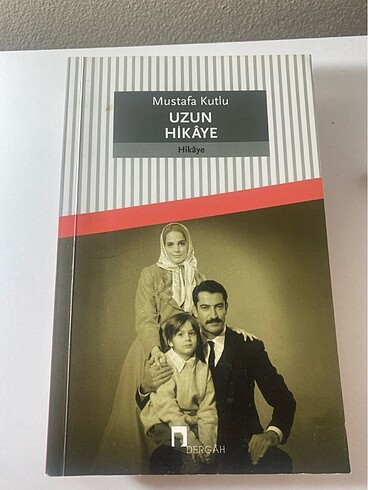 Mustafa Kutlu
UZUN
HİKÂYE
Hikâye
DERGÂH